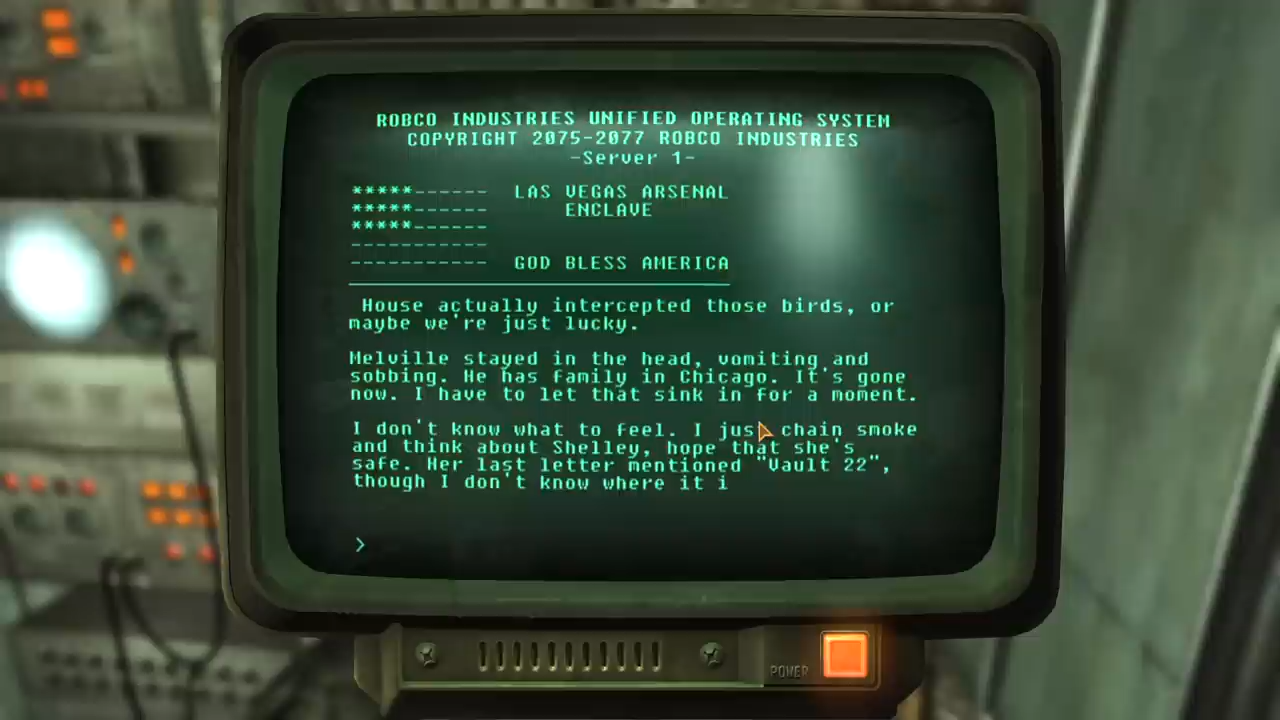 ROBCO INDUSTRIES UNIFIED OPERATING SYSTEM
COPYRIGHT 2075-2077 ROBCO INDUSTRIES
-Server 1-
*****------ LAS VEGAS ARSENAL
*****------ ENCLAVE
*****------
-----------
----------- GOD BLESS AMERICA
House actually intercepted those birds, or
maybe we're just lucky.
Melville stayed in the head, vomiting and
sobbing. He has family in Chicago. It's gone
now. I have to let that sink in for a moment.
I don't know what to feel. I just chain smoke
and think about Shelley, hope that she's
safe. Her last letter mentioned "Vault 22",
though I don't know where it i
>
POWER